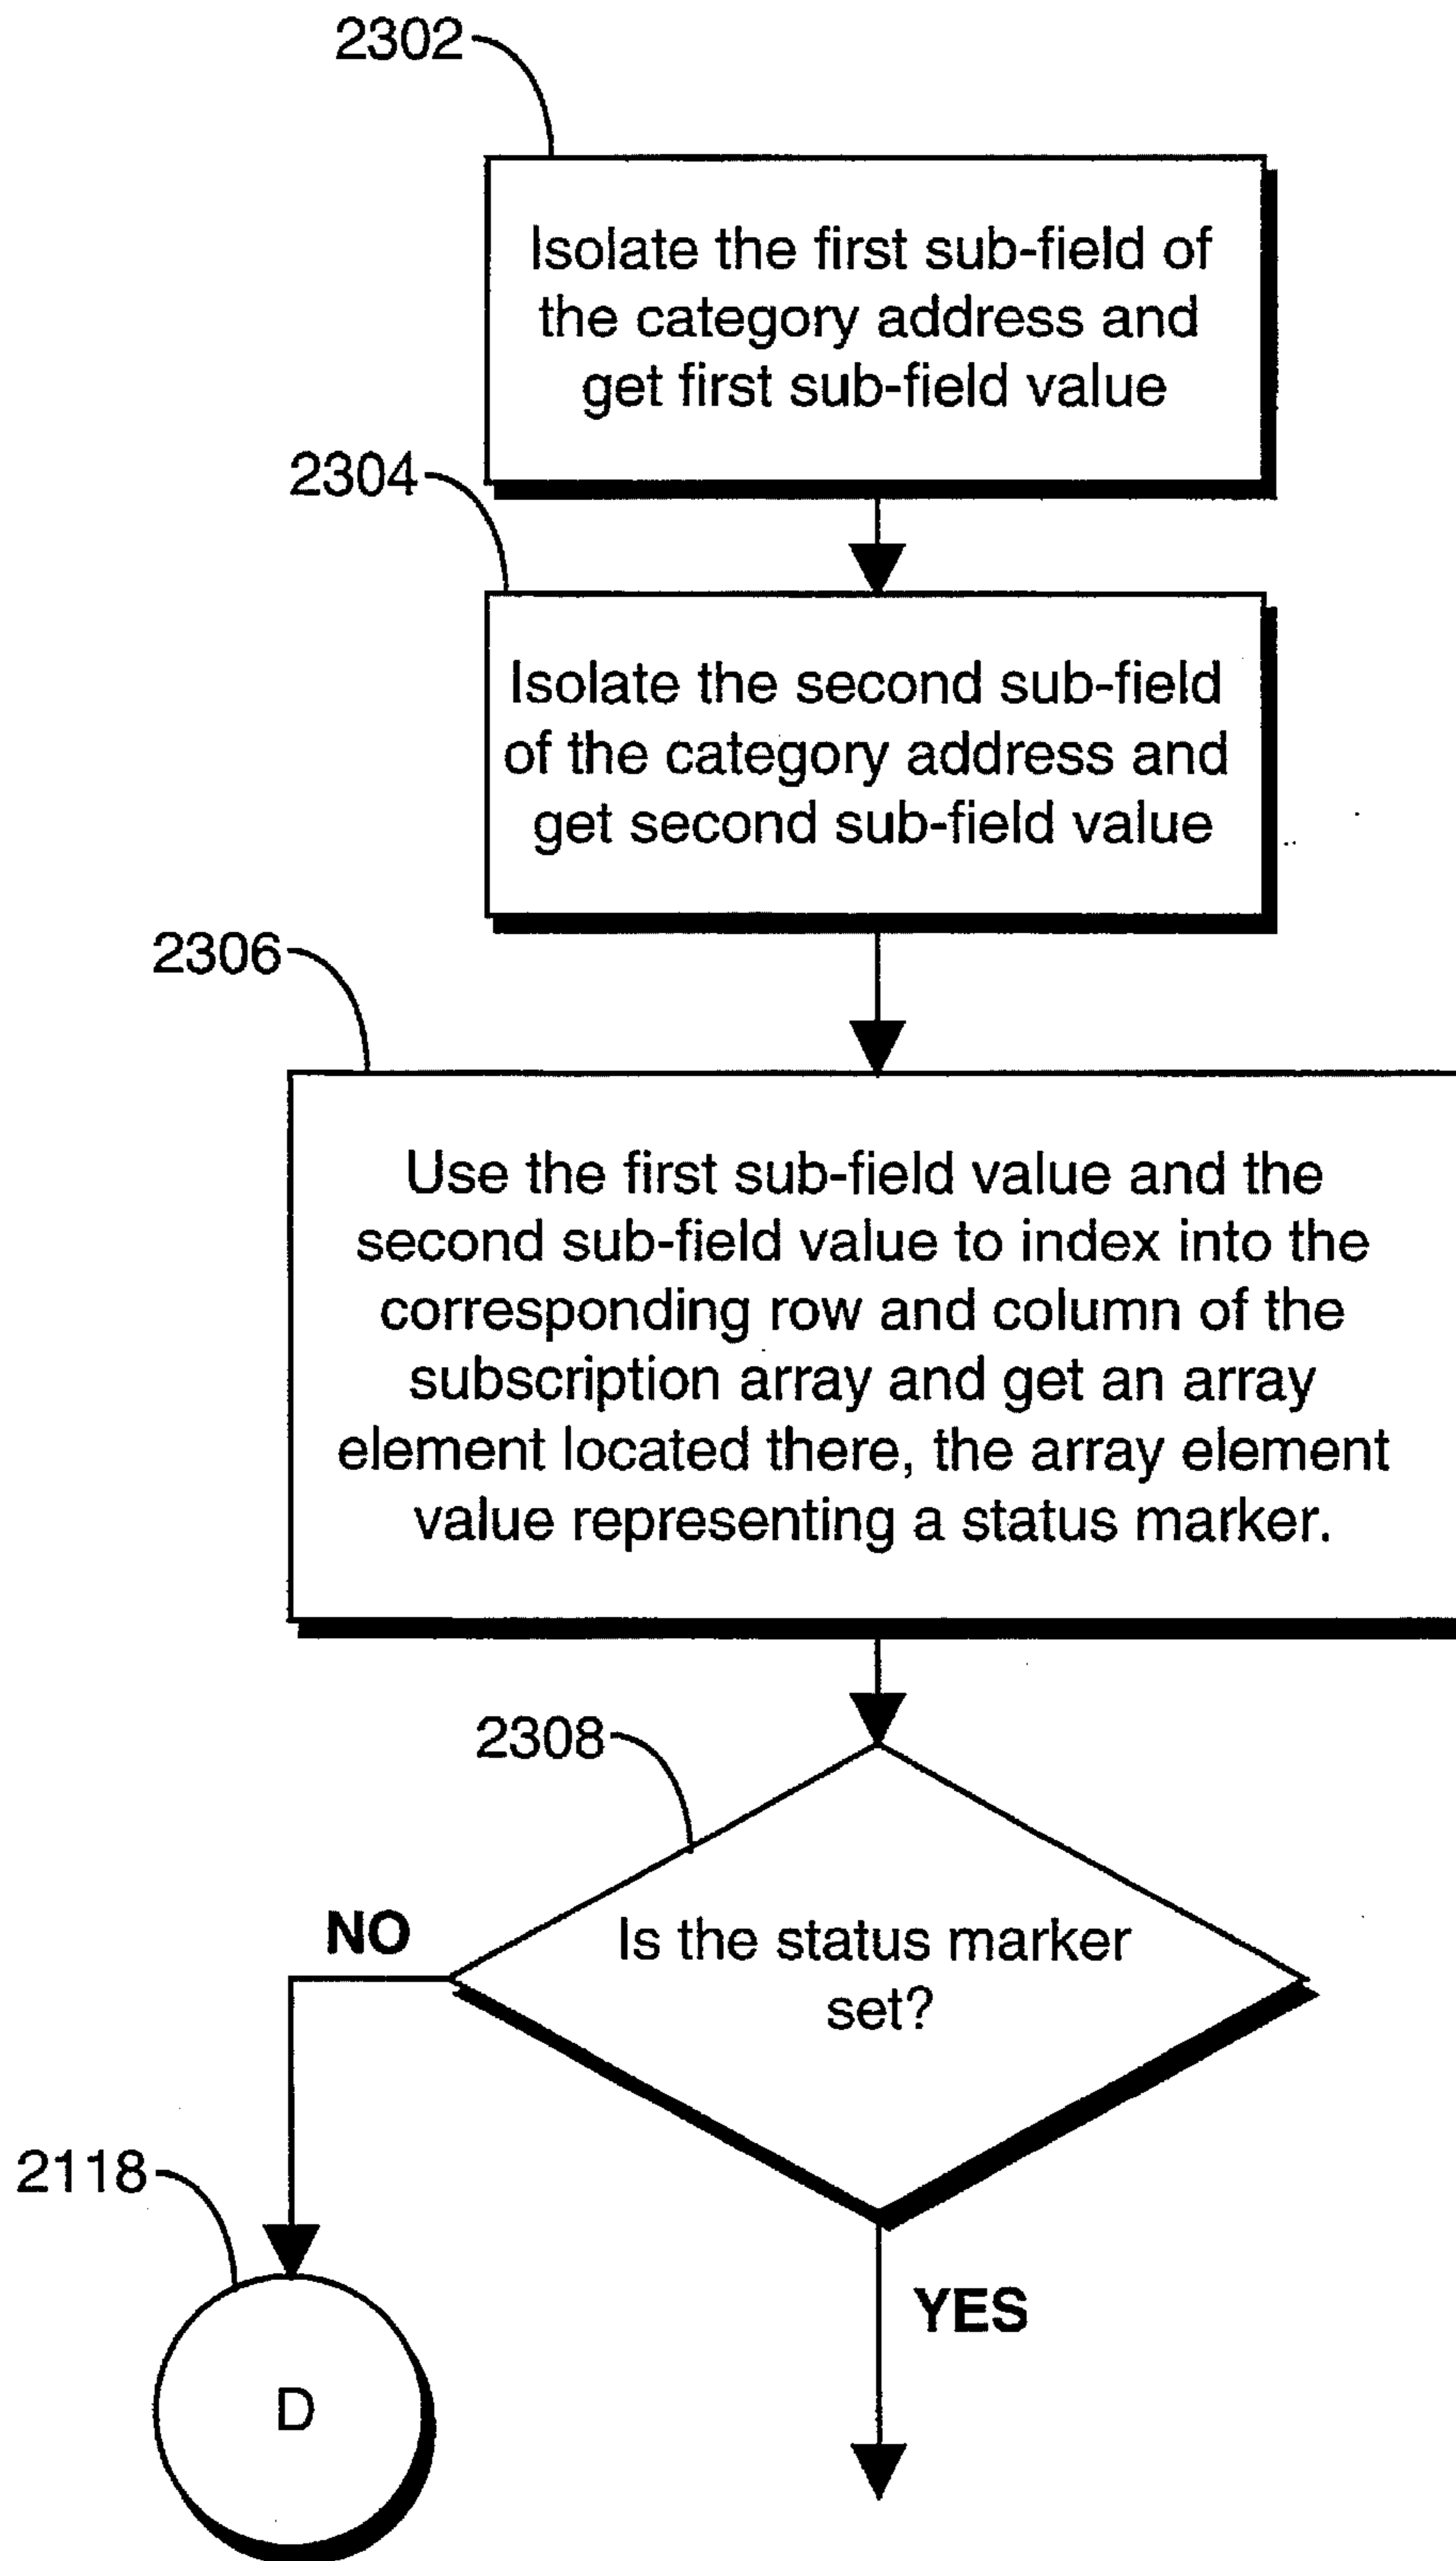 2302
Isolate the first sub-field of
the category address and
get first sub-field value
2304
Isolate the second sub-field
of the category address and
get second sub-field value
2306
Use the first sub-field value and the
second sub-field value to index into the
corresponding row and column of the
subscription array and get an array
element located there, the array element
value representing a status marker.
2308
NO
Is the status marker
set?
2118
YES
D